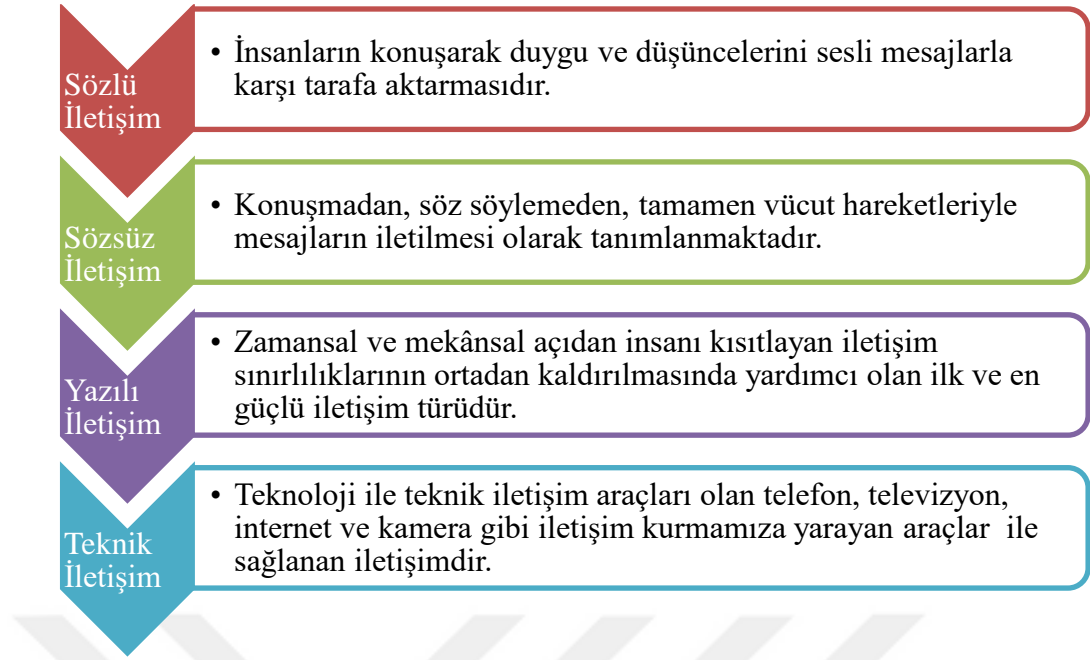 Sözlü
İletişim
• İnsanların konuşarak duygu ve düşüncelerini sesli mesajlarla
karşı tarafa aktarmasıdır.
Sözsüz
İletişim
• Konuşmadan, söz söylemeden, tamamen vücut hareketleriyle
mesajların iletilmesi olarak tanımlanmaktadır.
Yazılı
İletişim
• Zamansal ve mekânsal açıdan insanı kısıtlayan iletişim
sınırlılıklarının ortadan kaldırılmasında yardımcı olan ilk ve en
güçlü iletişim türüdür.
Teknik
İletişim
• Teknoloji ile teknik iletişim araçları olan telefon, televizyon,
internet ve kamera gibi iletişim kurmamıza yarayan araçlar ile
sağlanan iletişimdir.